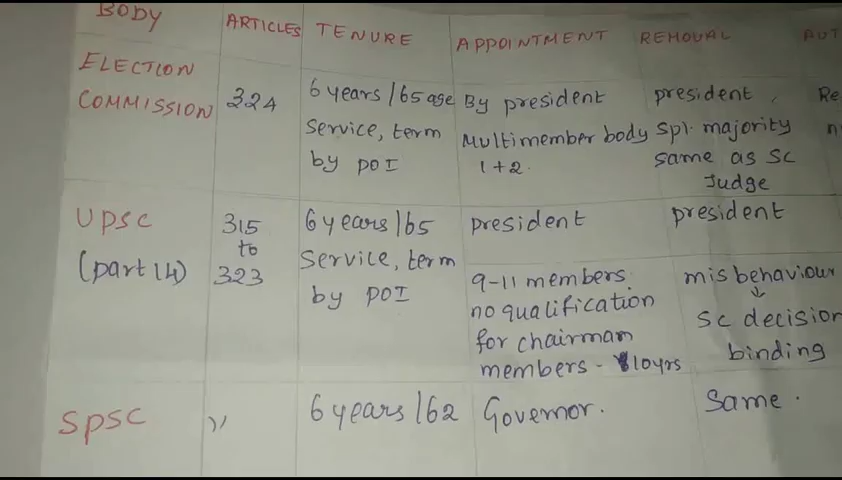 BODY ARTICLES TENURE APPOINTMENT REMOVAL AUT
ELECTION
COMMISSION 324
6 years / 65 age
Service, term
by POI
By president
Multimember body
1+2
president,
Spl. majority
same as SC
Judge
Re
n
UPSC
(part 14)
315
to
323
6 years / 65
Service, term
by POI
president
9-11 members
no qualification
for chairmam
members - 10yrs
president
misbehaviour
↓
SC decision
binding
SPSC
〃
6 years / 62
Governor.
Same.